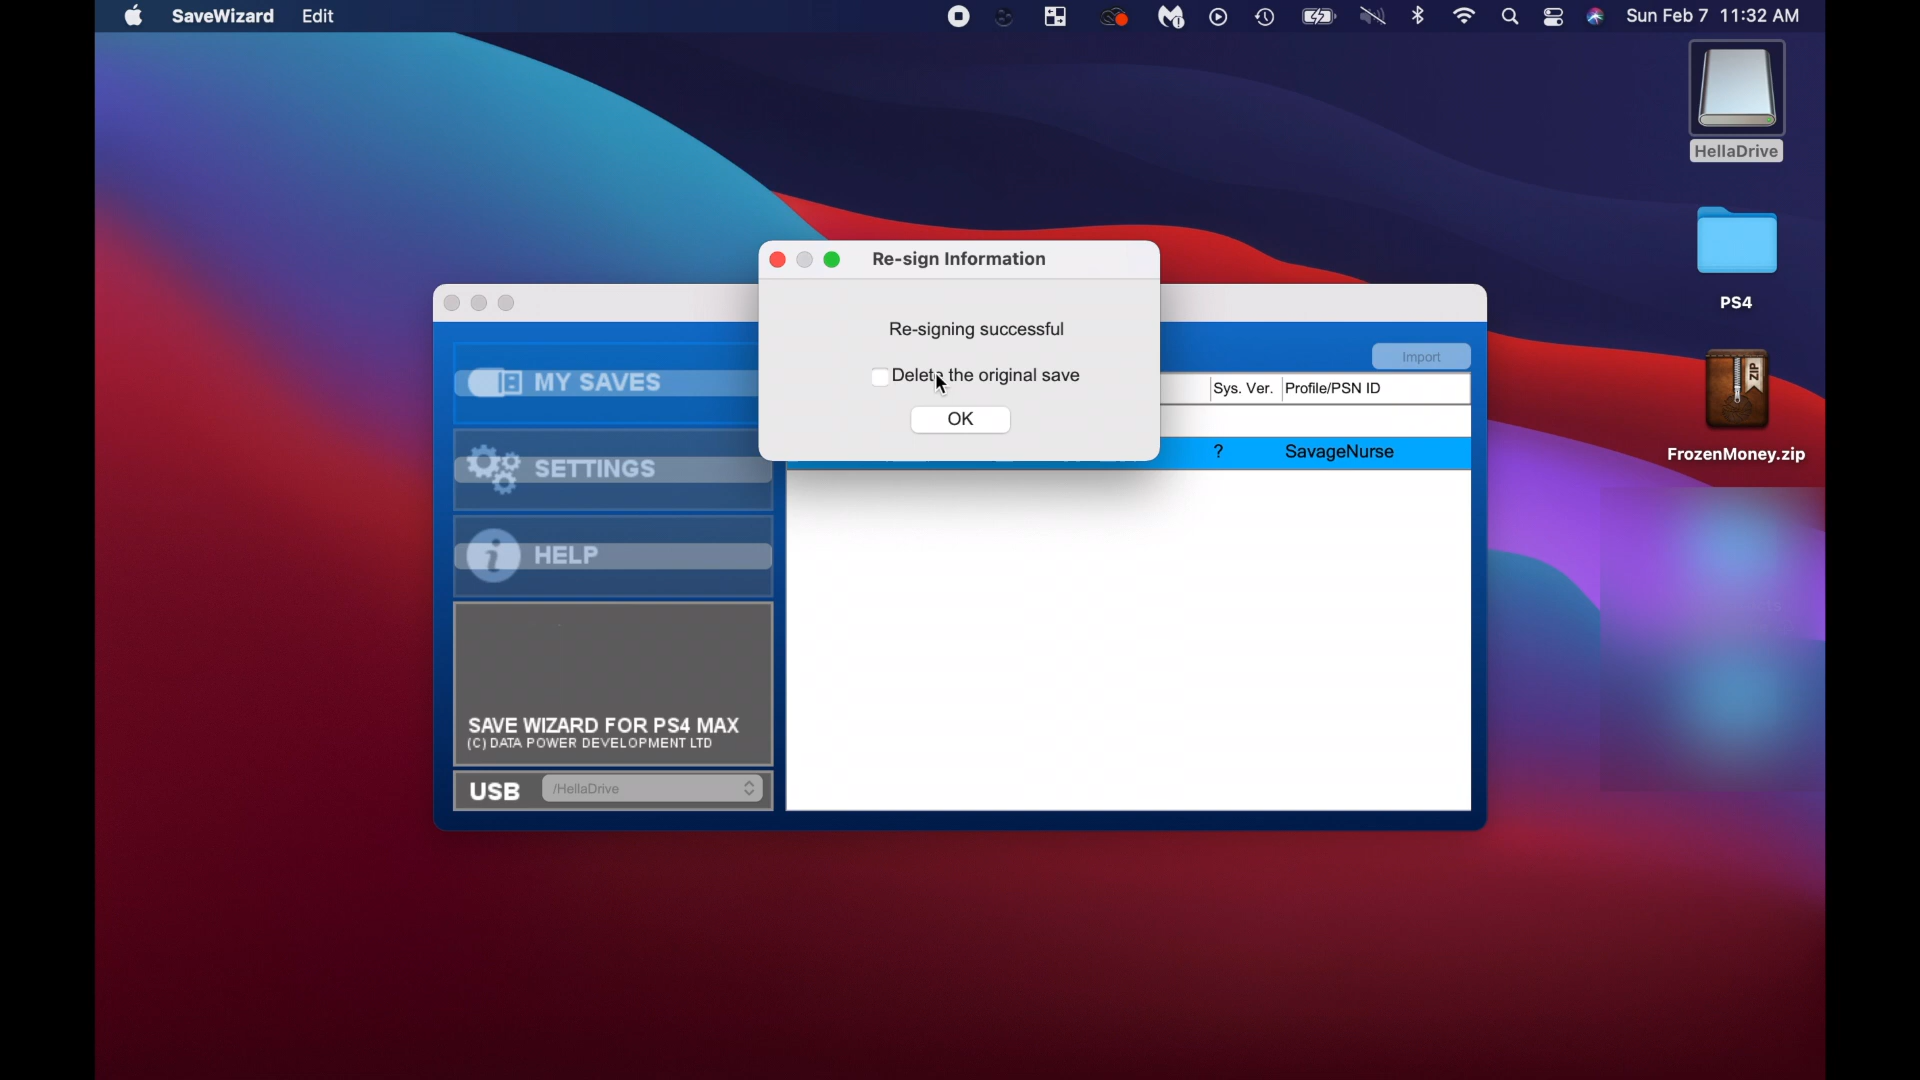 SaveWizard Edit Sun Feb 7 11:32 AM
HellaDrive
PS4
FrozenMoney.zip
ZIP
Re-sign Information
Re-signing successful
Delete the original save
OK
Import
Sys. Ver. Profile/PSN ID
? SavageNurse
MY SAVES
SETTINGS
HELP
SAVE WIZARD FOR PS4 MAX
(C) DATA POWER DEVELOPMENT LTD
USB /HellaDrive